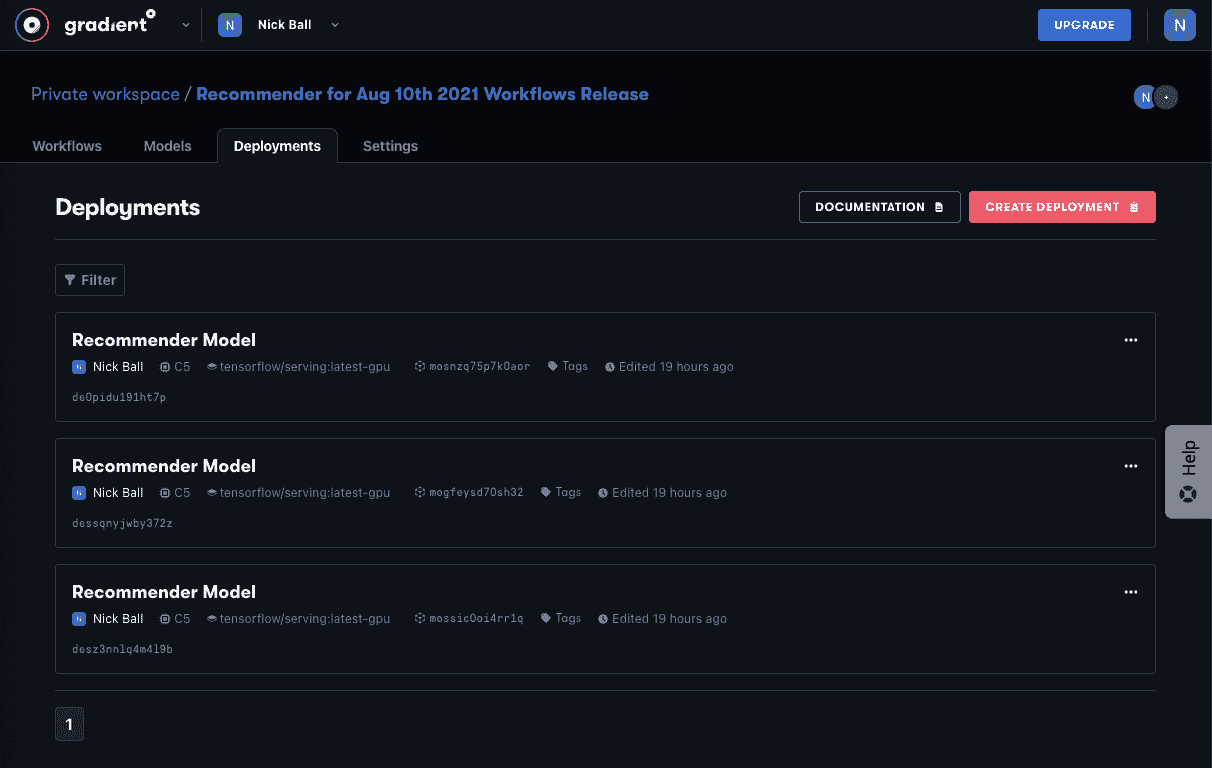 gradient
N Nick Ball
UPGRADE
N
Private workspace / Recommender for Aug 10th 2021 Workflows Release
N +
Workflows Models Deployments Settings
Deployments
DOCUMENTATION
CREATE DEPLOYMENT
Filter
Recommender Model
Nick Ball C5 tensorflow/serving:latest-gpu mosnzq75p7k0aor Tags Edited 19 hours ago
de0pidu191ht7p
Recommender Model
Nick Ball C5 tensorflow/serving:latest-gpu mogfeysd70sh32 Tags Edited 19 hours ago
dessqnyjwby372z
Help
Recommender Model
Nick Ball C5 tensorflow/serving:latest-gpu mossic0oi4rr1q Tags Edited 19 hours ago
desz3nnlq4m4l9b
1